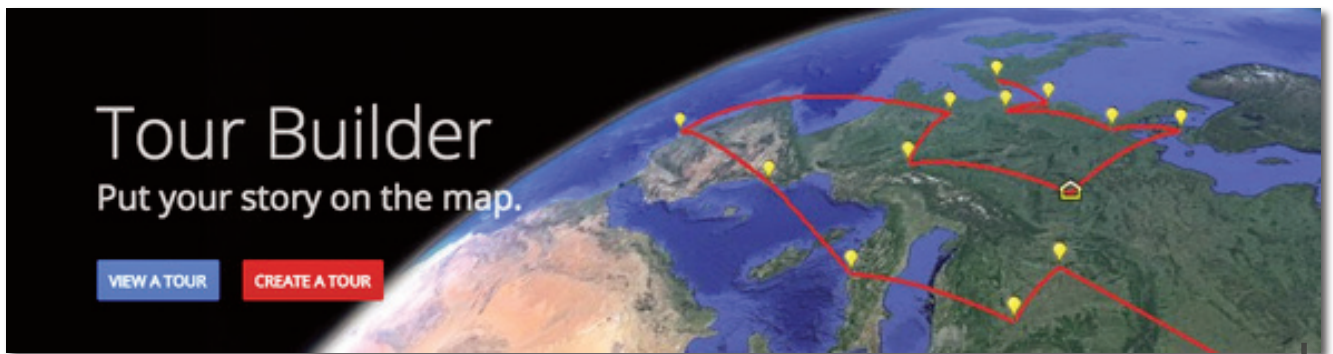 Tour Builder
Put your story on the map.
VIEW A TOUR
CREATE A TOUR